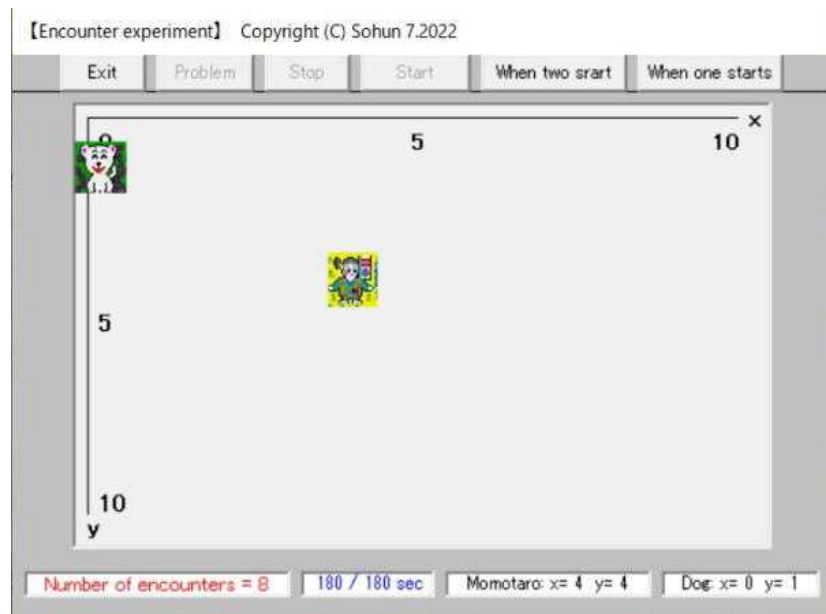 【Encounter experiment】 Copyright (C) Sohun 7.2022
Exit Problem Stop Start When two srart When one starts
x
0 5 10
5
10
y
Number of encounters = 8 180 / 180 sec Momotaro: x= 4 y= 4 Dog: x= 0 y= 1